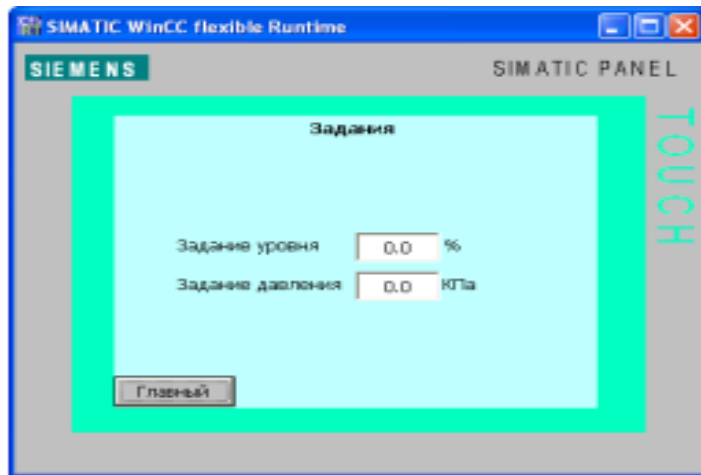 SIMATIC WinCC flexible Runtime
SIEMENS
SIMATIC PANEL
TOUCH
Задания
Задание уровня 0.0 %
Задание давления 0.0 КПа
Главный